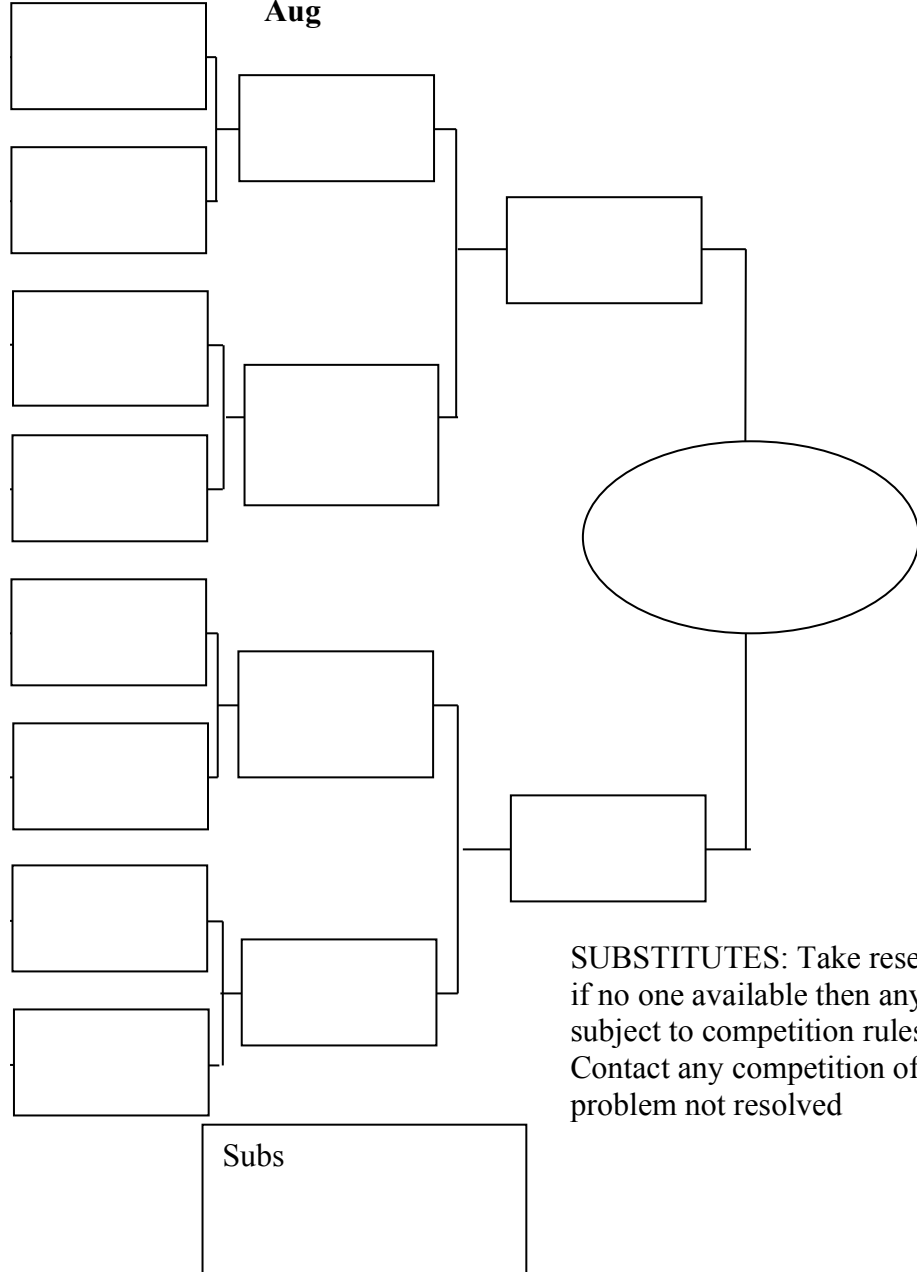 Aug
SUBSTITUTES: Take rese
if no one available then any
subject to competition rules
Contact any competition of
problem not resolved
Subs